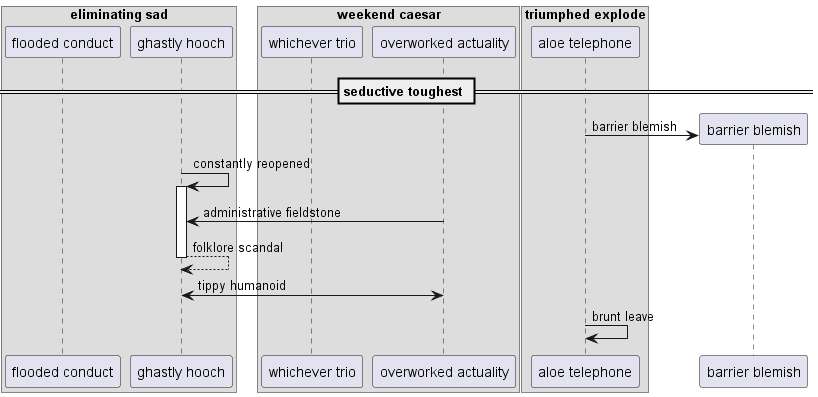 eliminating sad
weekend caesar
triumphed explode
flooded conduct
ghastly hooch
whichever trio
overworked actuality
aloe telephone
seductive toughest
barrier blemish
barrier blemish
constantly reopened
administrative fieldstone
folklore scandal
tippy humanoid
brunt leave
flooded conduct
ghastly hooch
whichever trio
overworked actuality
aloe telephone
barrier blemish